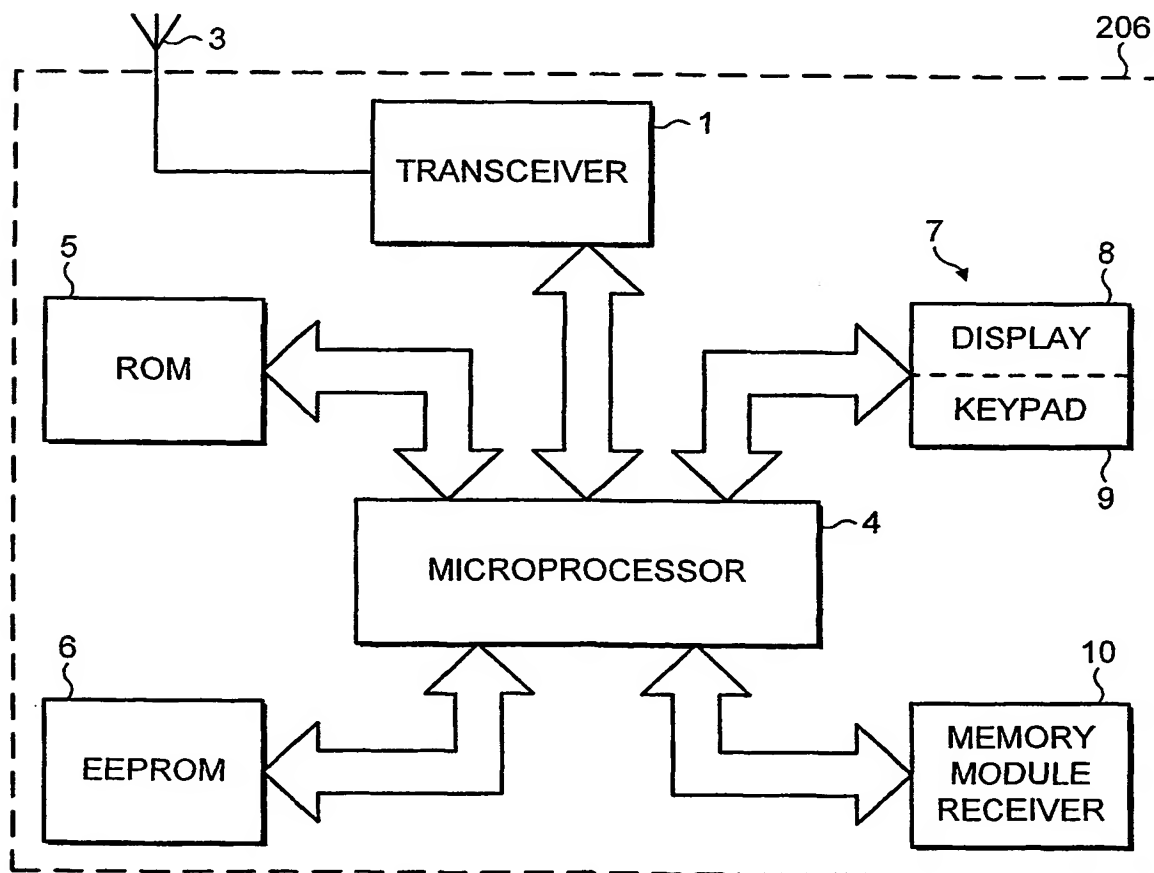 3
206
1
TRANSCEIVER
5
7
8
ROM
DISPLAY
KEYPAD
9
4
MICROPROCESSOR
6
10
EEPROM
MEMORY
MODULE
RECEIVER